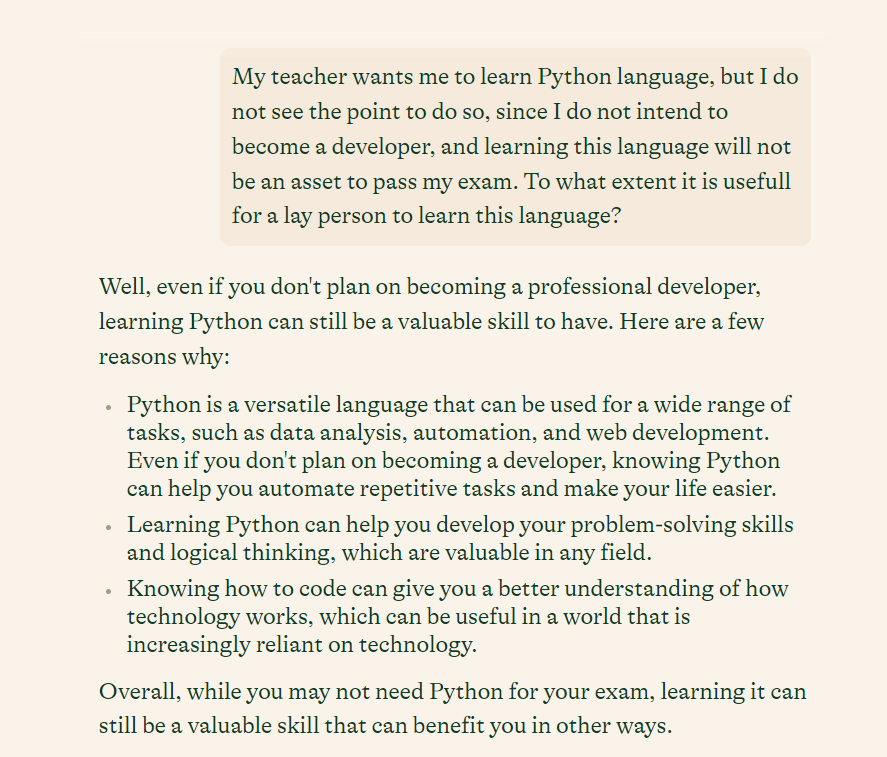 My teacher wants me to learn Python language, but I do
not see the point to do so, since I do not intend to
become a developer, and learning this language will not
be an asset to pass my exam. To what extent it is usefull
for a lay person to learn this language?
Well, even if you don't plan on becoming a professional developer,
learning Python can still be a valuable skill to have. Here are a few
reasons why:
• Python is a versatile language that can be used for a wide range of
tasks, such as data analysis, automation, and web development.
Even if you don't plan on becoming a developer, knowing Python
can help you automate repetitive tasks and make your life easier.
• Learning Python can help you develop your problem-solving skills
and logical thinking, which are valuable in any field.
• Knowing how to code can give you a better understanding of how
technology works, which can be useful in a world that is
increasingly reliant on technology.
Overall, while you may not need Python for your exam, learning it can
still be a valuable skill that can benefit you in other ways.